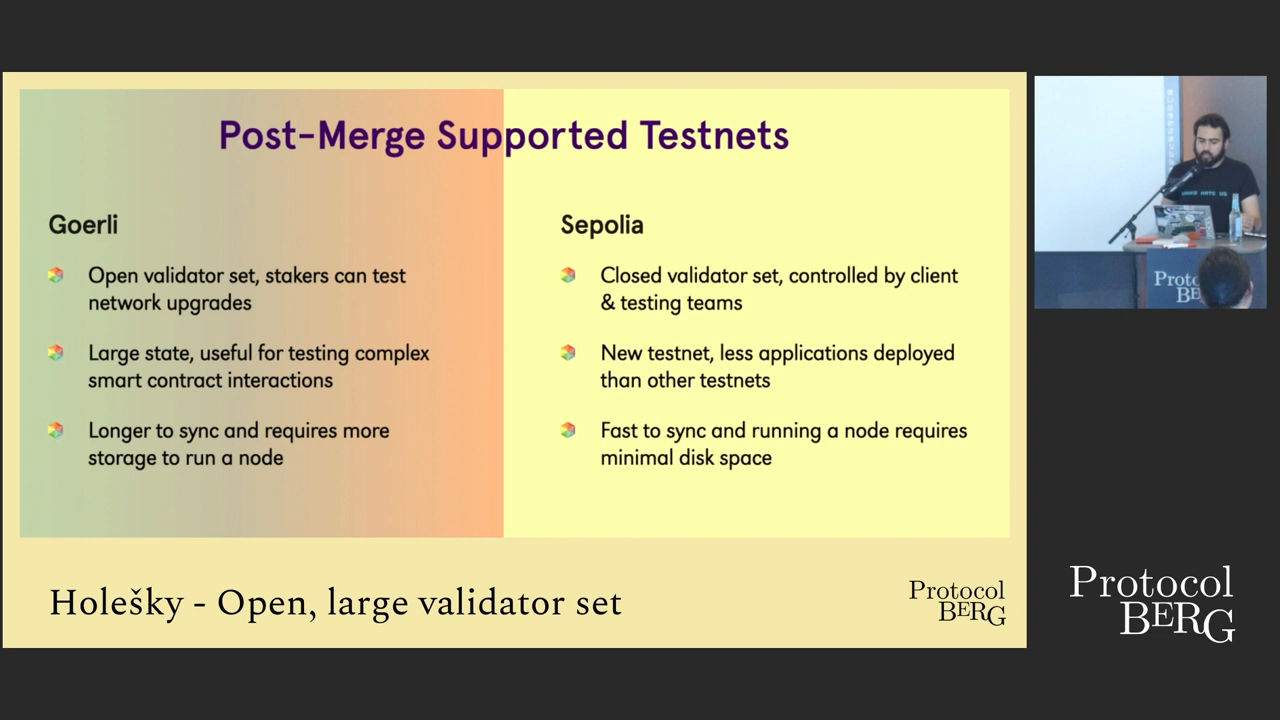 Post-Merge Supported Testnets
Goerli
Open validator set, stakers can test
network upgrades
Large state, useful for testing complex
smart contract interactions
Longer to sync and requires more
storage to run a node
Sepolia
Closed validator set, controlled by client
& testing teams
New testnet, less applications deployed
than other testnets
Fast to sync and running a node requires
minimal disk space
Holešky - Open, large validator set
Protocol
BERG
Protocol
BERG